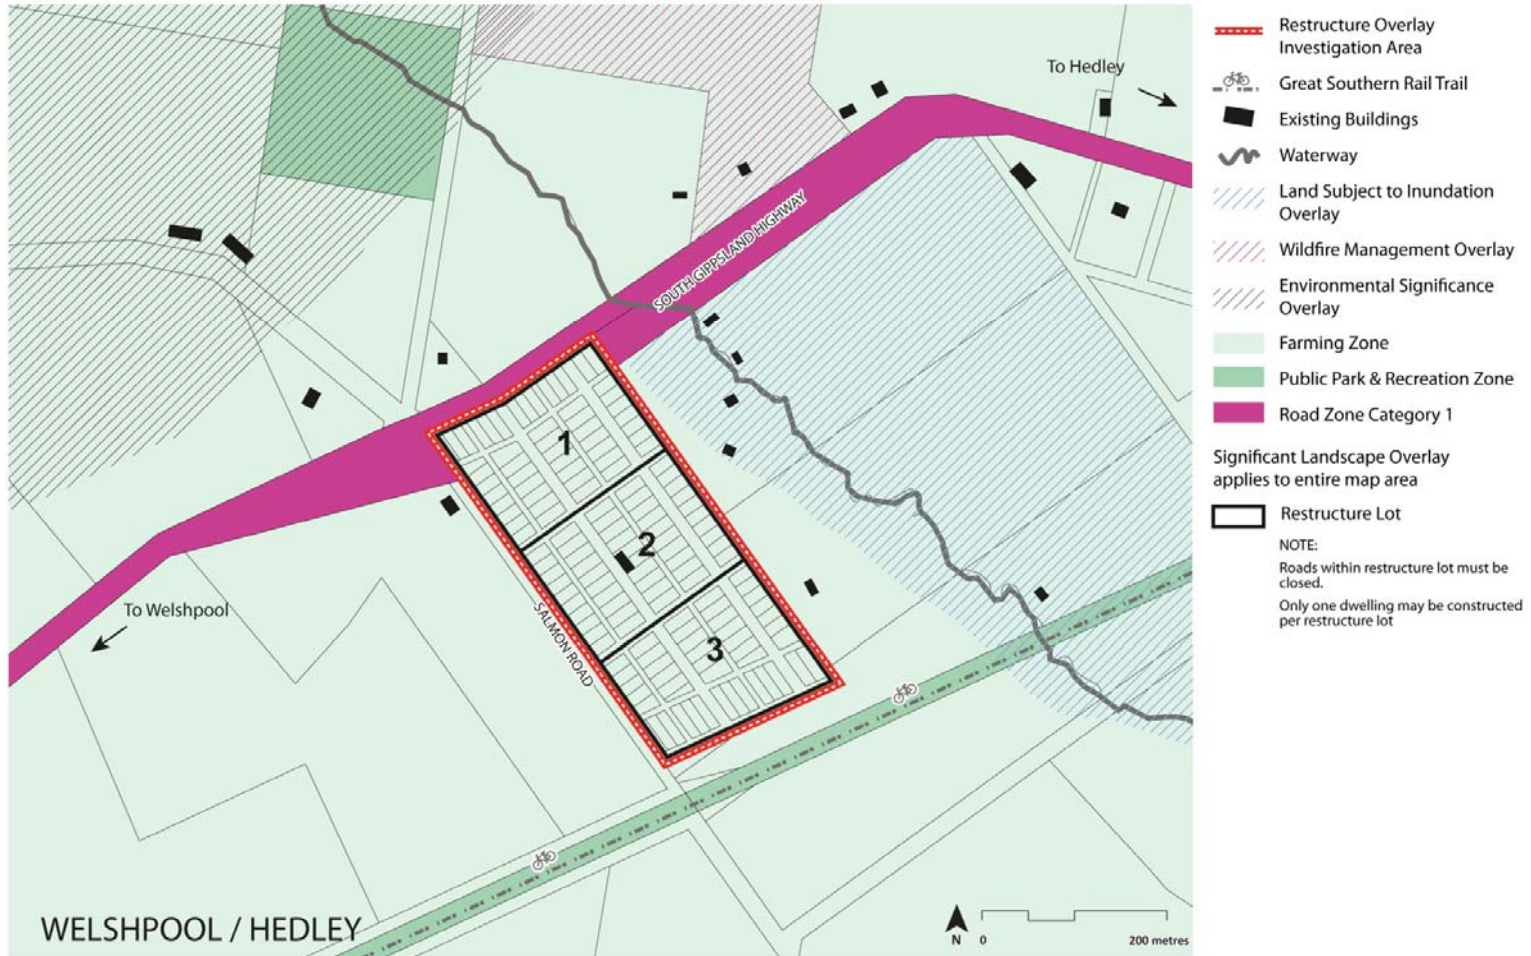 To Hedley
SOUTH GIPPSLAND HIGHWAY
1
2
3
SALMON ROAD
To Welshpool
WELSHPOOL / HEDLEY
N
0
200 metres
Restructure Overlay
Investigation Area
Great Southern Rail Trail
Existing Buildings
Waterway
Land Subject to Inundation
Overlay
Wildfire Management Overlay
Environmental Significance
Overlay
Farming Zone
Public Park & Recreation Zone
Road Zone Category 1
Significant Landscape Overlay
applies to entire map area
Restructure Lot
NOTE:
Roads within restructure lot must be
closed.
Only one dwelling may be constructed
per restructure lot